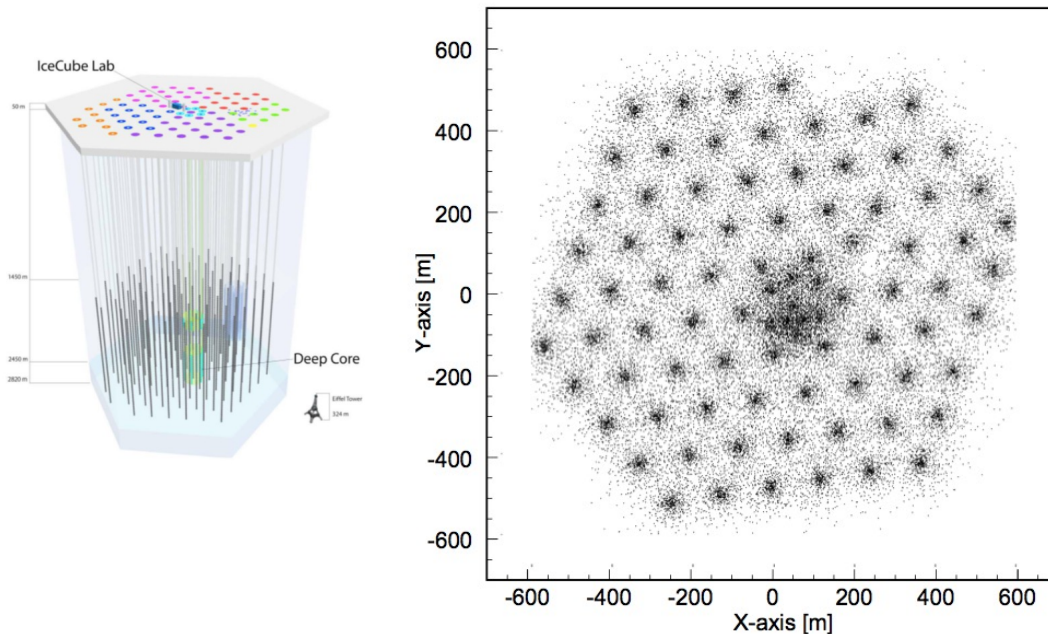 IceCube Lab
50 m
1450 m
2450 m
2820 m
Deep Core
Eiffel Tower
324 m
Y-axis [m]
600
400
200
0
-200
-400
-600
-600 -400 -200 0 200 400 600
X-axis [m]